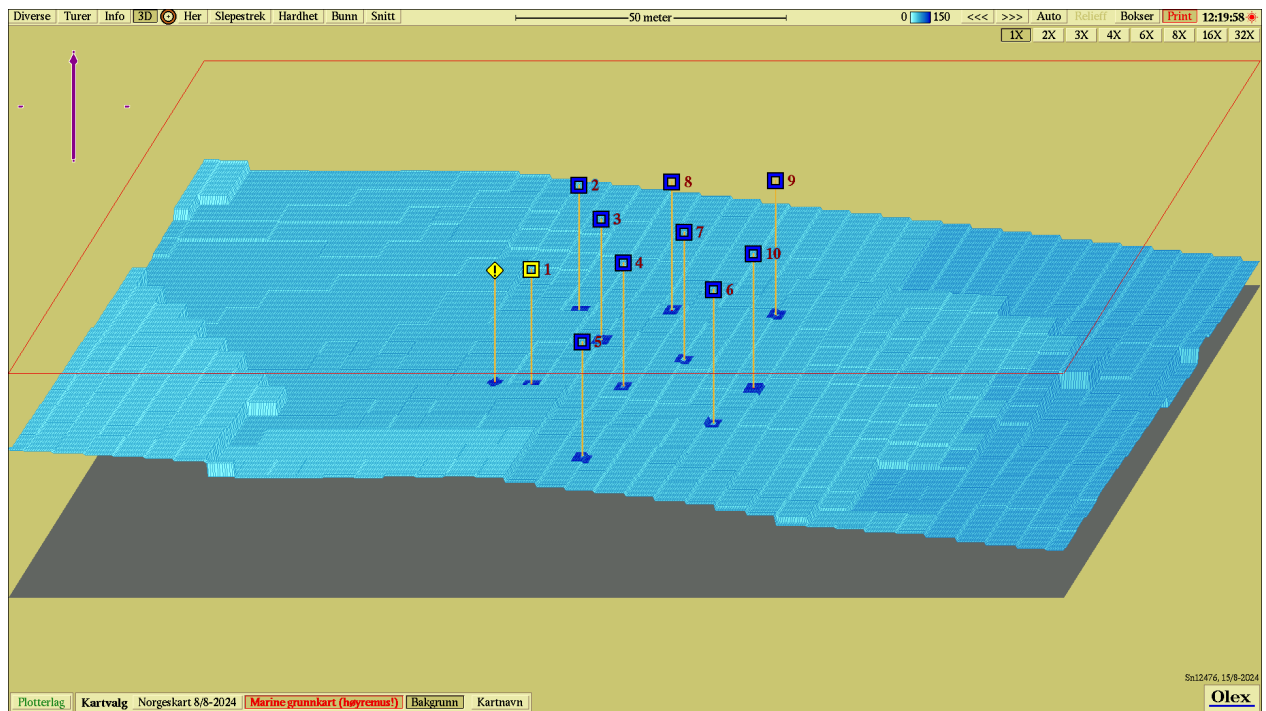 Diverse Turer Info 3D Her Slepestrek Hardhet Bunn Snitt 50 meter 0 150 <<< >>> Auto Relieff Bokser Print 12:19:58
1X 2X 3X 4X 6X 8X 16X 32X
2 8 9
3
7
10
4
! 1
6
5
Sn12476, 15/8-2024
Plotterlag Kartvalg Norgeskart 8/8-2024 Marine grunnkart (høyremus!) Bakgrunn Kartnavn Olex